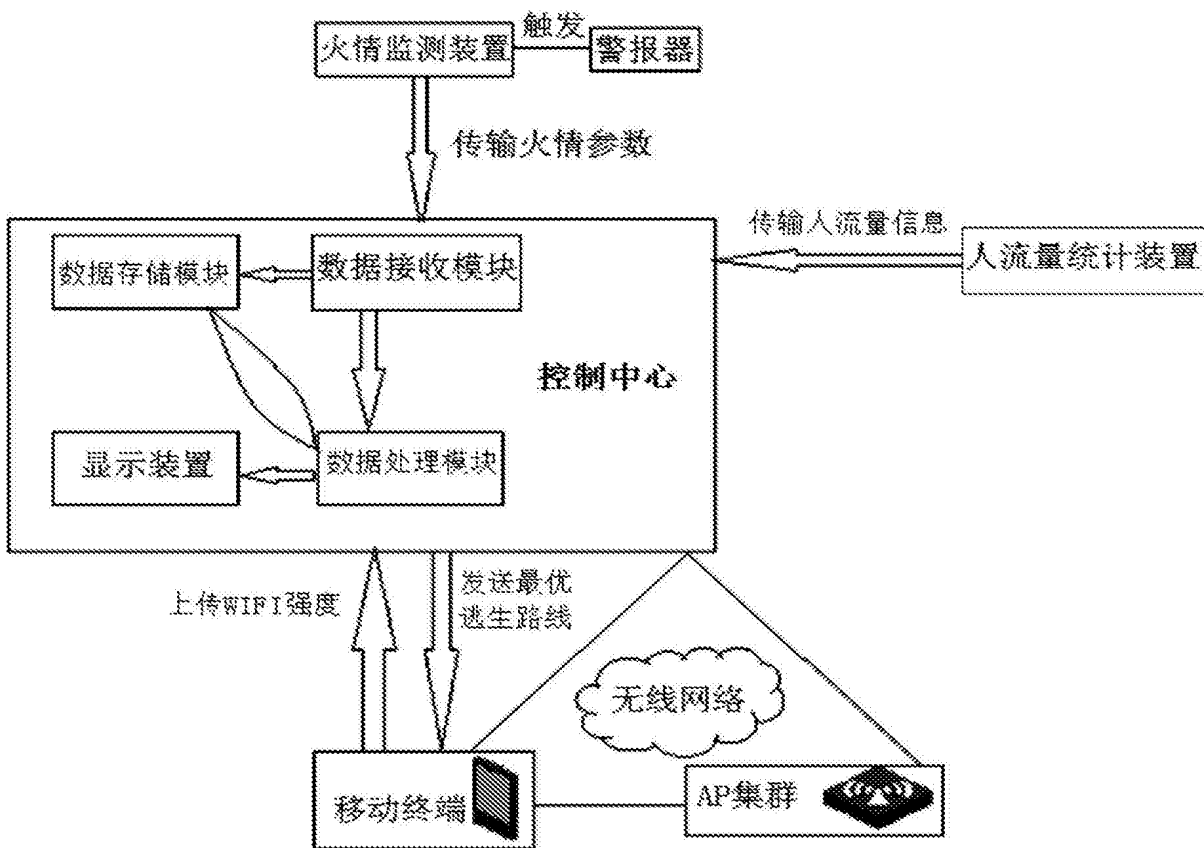 触发
火情监测装置
警报器
传输火情参数
传输人流量信息
人流量统计装置
数据存储模块
数据接收模块
控制中心
显示装置
数据处理模块
上传WIFI强度
发送最优
逃生路线
无线网络
移动终端
AP集群